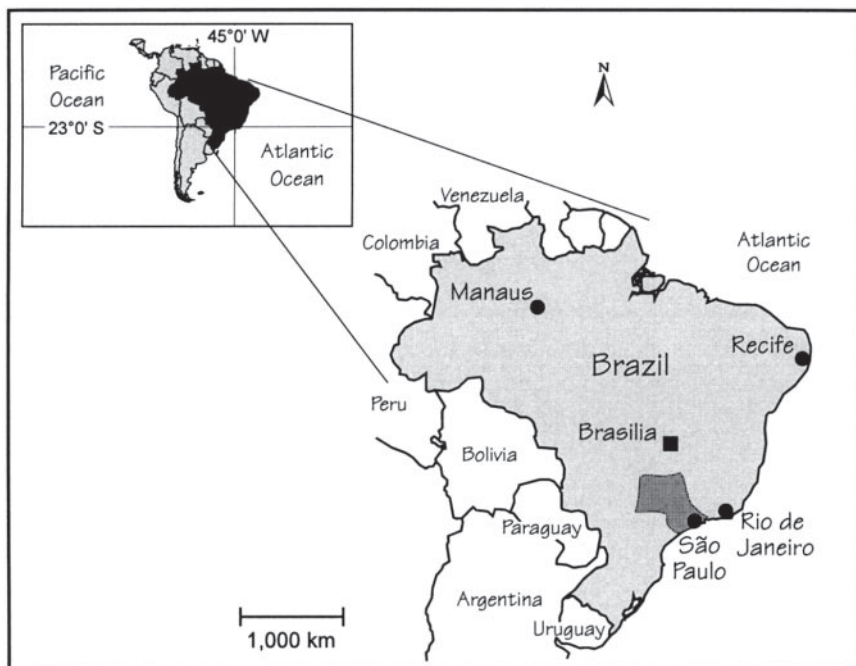 45°0' W
Pacific
Ocean
23°0' S
Atlantic
Ocean
N
Venezuela
Colombia
Atlantic
Ocean
Manaus
Recife
Brazil
Peru
Brasilia
Bolivia
Paraguay
São
Paulo
Rio de
Janeiro
Argentina
Uruguay
1,000 km